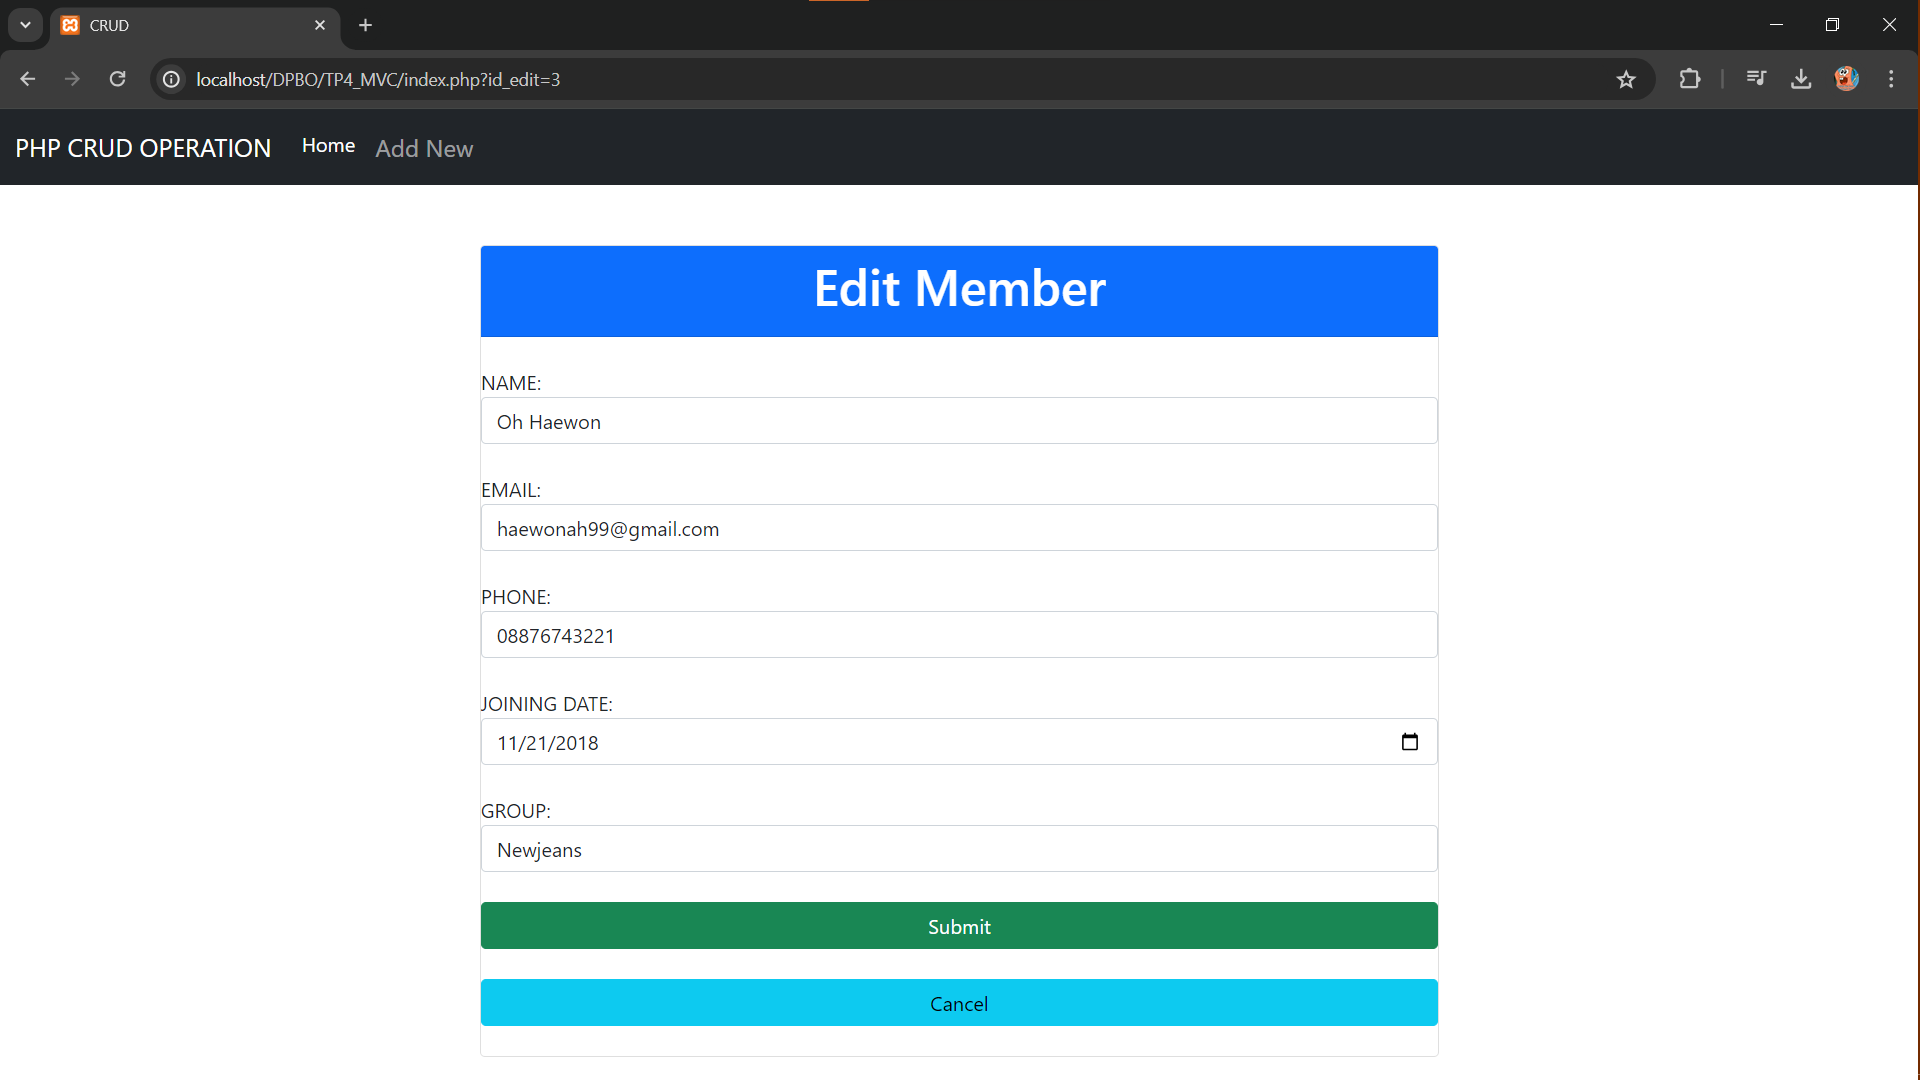 CRUD
localhost/DPBO/TP4_MVC/index.php?id_edit=3
PHP CRUD OPERATION Home Add New
Edit Member
NAME:
Oh Haewon
EMAIL:
haewonah99@gmail.com
PHONE:
08876743221
JOINING DATE:
11/21/2018
GROUP:
Newjeans
Submit
Cancel